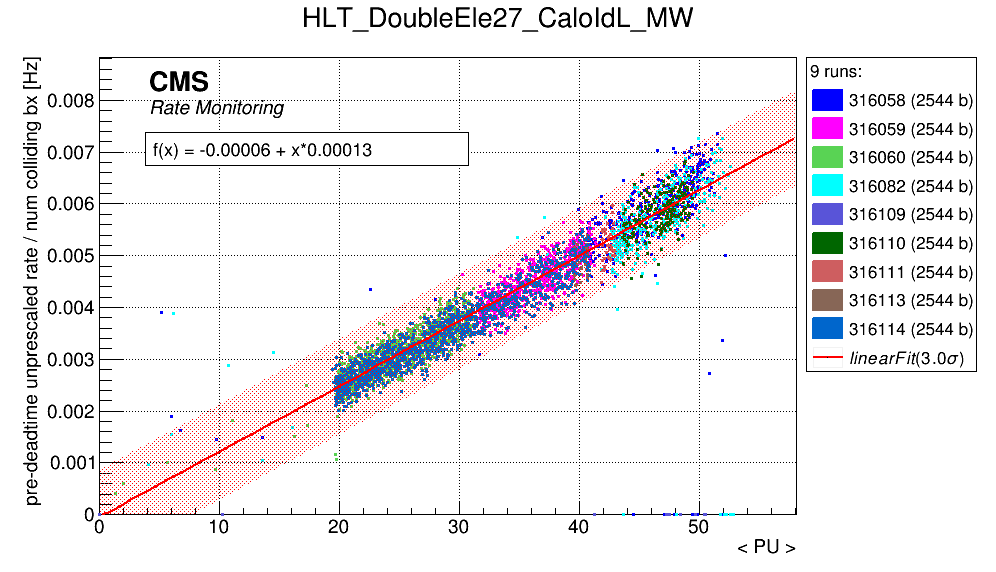 HLT_DoubleEle27_CaloIdL_MW
pre-deadtime unprescaled rate / num colliding bx [Hz]
CMS
Rate Monitoring
f(x) = -0.00006 + x*0.00013
0.008
0.007
0.006
0.005
0.004
0.003
0.002
0.001
0
0 10 20 30 40 50
< PU >
9 runs:
316058 (2544 b)
316059 (2544 b)
316060 (2544 b)
316082 (2544 b)
316109 (2544 b)
316110 (2544 b)
316111 (2544 b)
316113 (2544 b)
316114 (2544 b)
linearFit(3.0σ)